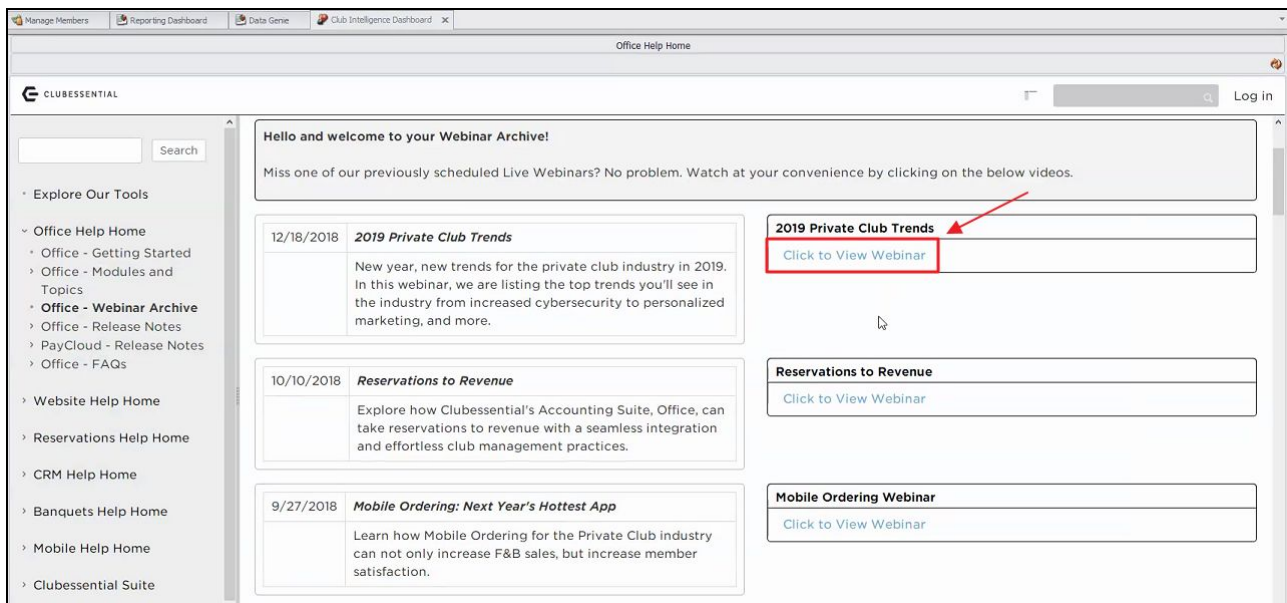 Manage Members
Reporting Dashboard
Data Genie
Club Intelligence Dashboard
Office Help Home
CLUBESSENTIAL
Log in
Search
Explore Our Tools
Office Help Home
Office - Getting Started
Office - Modules and
Topics
Office - Webinar Archive
Office - Release Notes
PayCloud - Release Notes
Office - FAQs
Website Help Home
Reservations Help Home
CRM Help Home
Banquets Help Home
Mobile Help Home
Clubessential Suite
Hello and welcome to your Webinar Archive!
Miss one of our previously scheduled Live Webinars? No problem. Watch at your convenience by clicking on the below videos.
12/18/2018 2019 Private Club Trends
New year, new trends for the private club industry in 2019.
In this webinar, we are listing the top trends you'll see in
the industry from increased cybersecurity to personalized
marketing, and more.
2019 Private Club Trends
Click to View Webinar
10/10/2018 Reservations to Revenue
Explore how Clubessential's Accounting Suite, Office, can
take reservations to revenue with a seamless integration
and effortless club management practices.
Reservations to Revenue
Click to View Webinar
9/27/2018 Mobile Ordering: Next Year's Hottest App
Learn how Mobile Ordering for the Private Club industry
can not only increase F&B sales, but increase member
satisfaction.
Mobile Ordering Webinar
Click to View Webinar